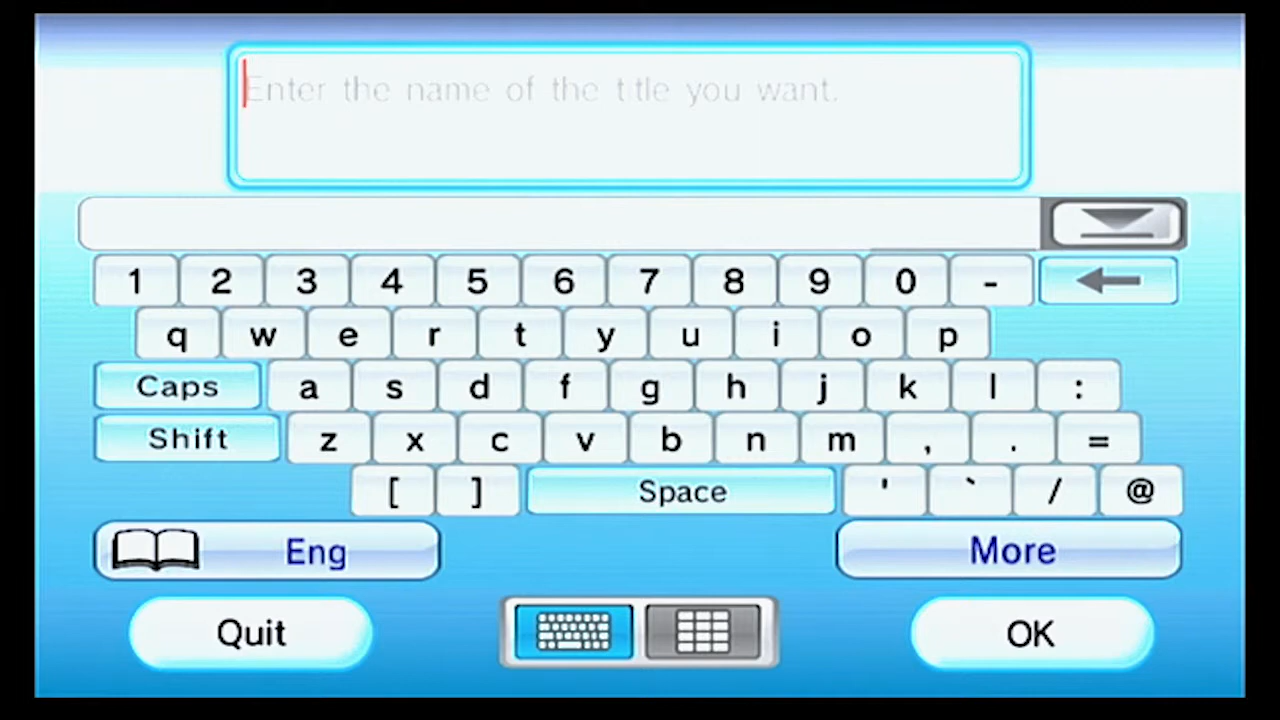 Enter the name of the title you want.
1 2 3 4 5 6 7 8 9 0 -
q w e r t y u i o p
Caps a s d f g h j k l :
Shift z x c v b n m , . =
[ ] Space ' ` / @
Eng More
Quit OK